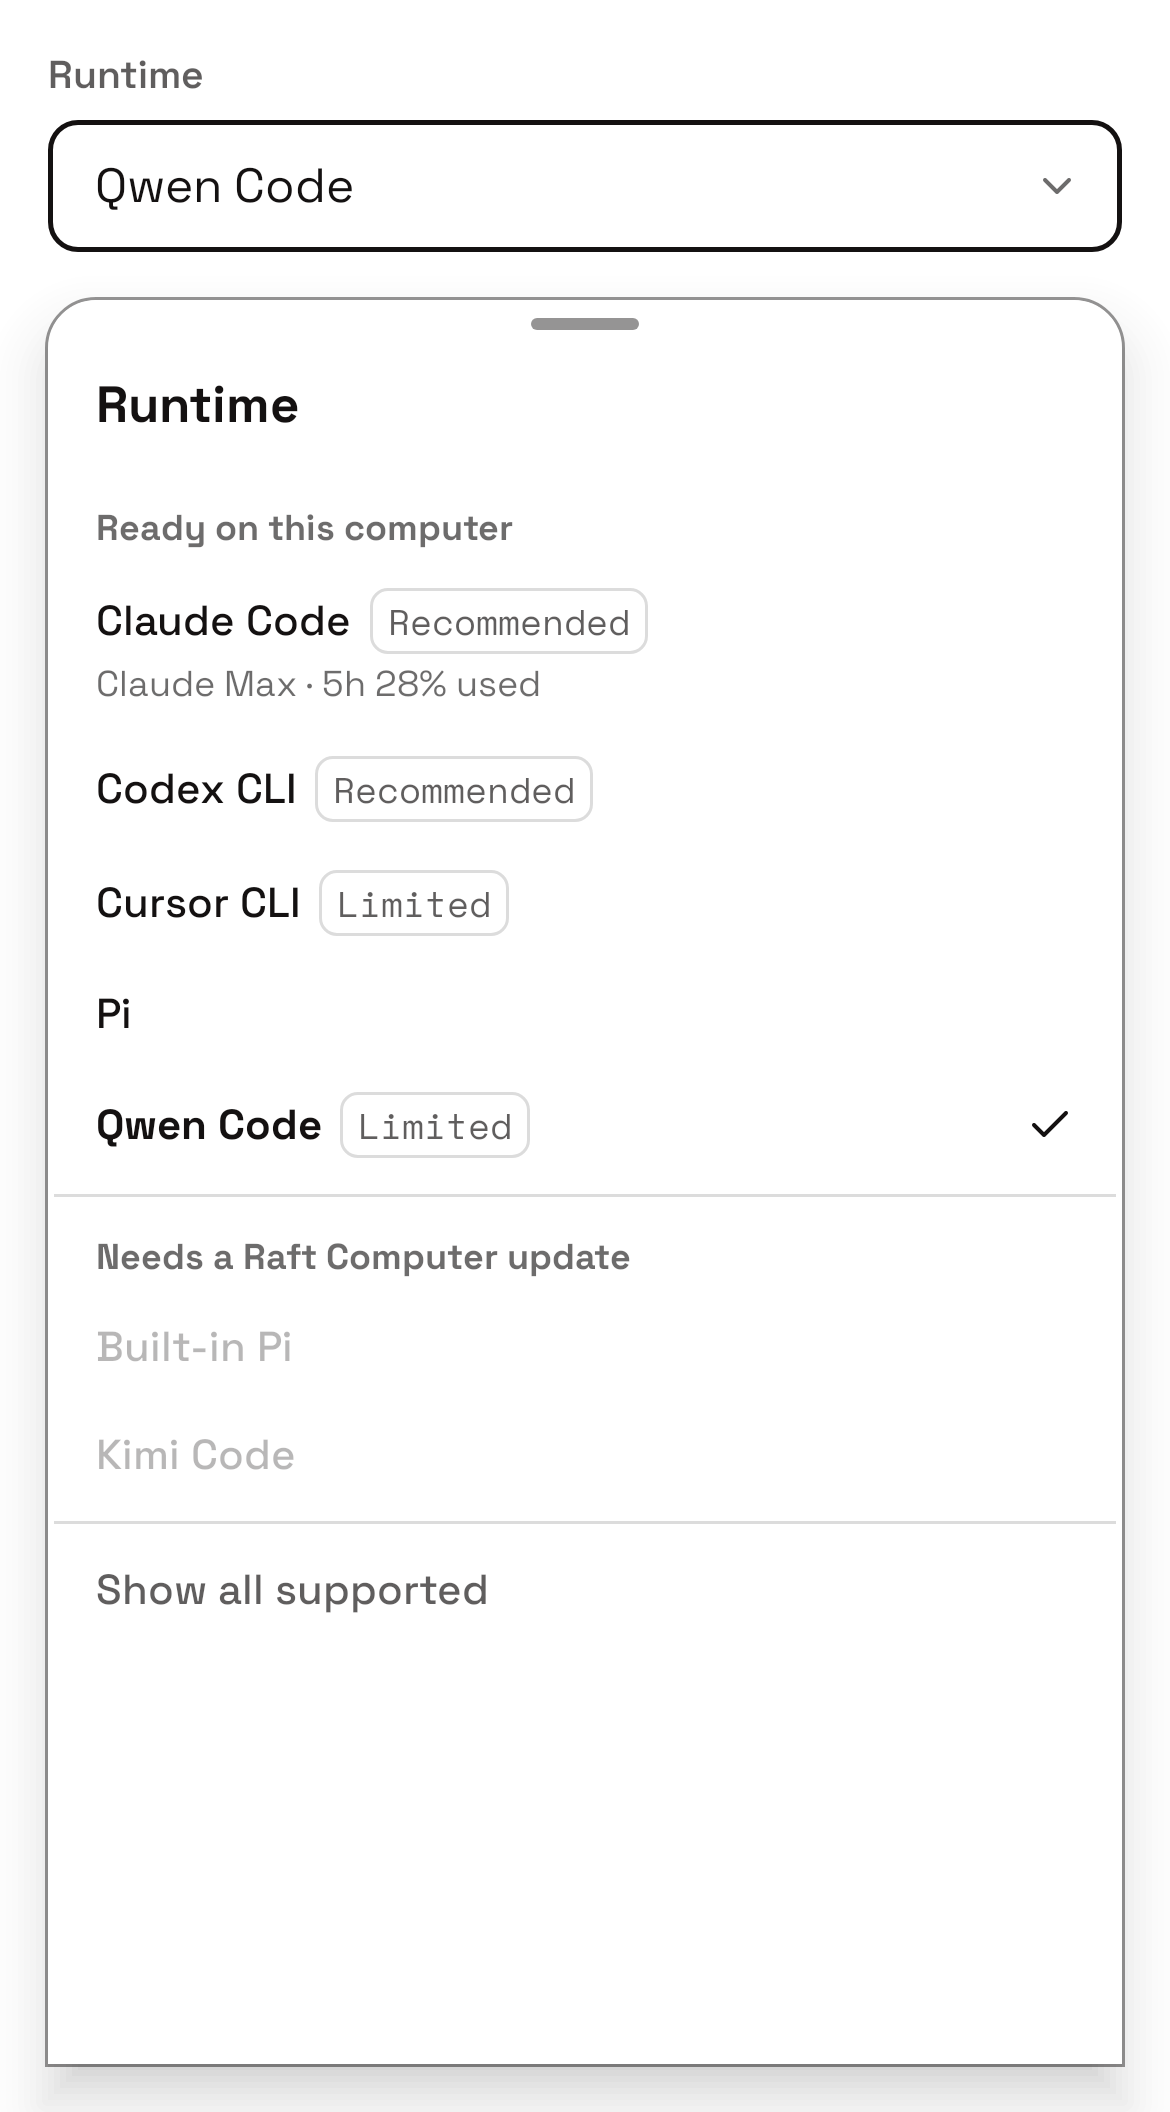 Runtime
Qwen Code
Runtime
Ready on this computer
Claude Code Recommended
Claude Max · 5h 28% used
Codex CLI Recommended
Cursor CLI Limited
Pi
Qwen Code Limited
Needs a Raft Computer update
Built-in Pi
Kimi Code
Show all supported